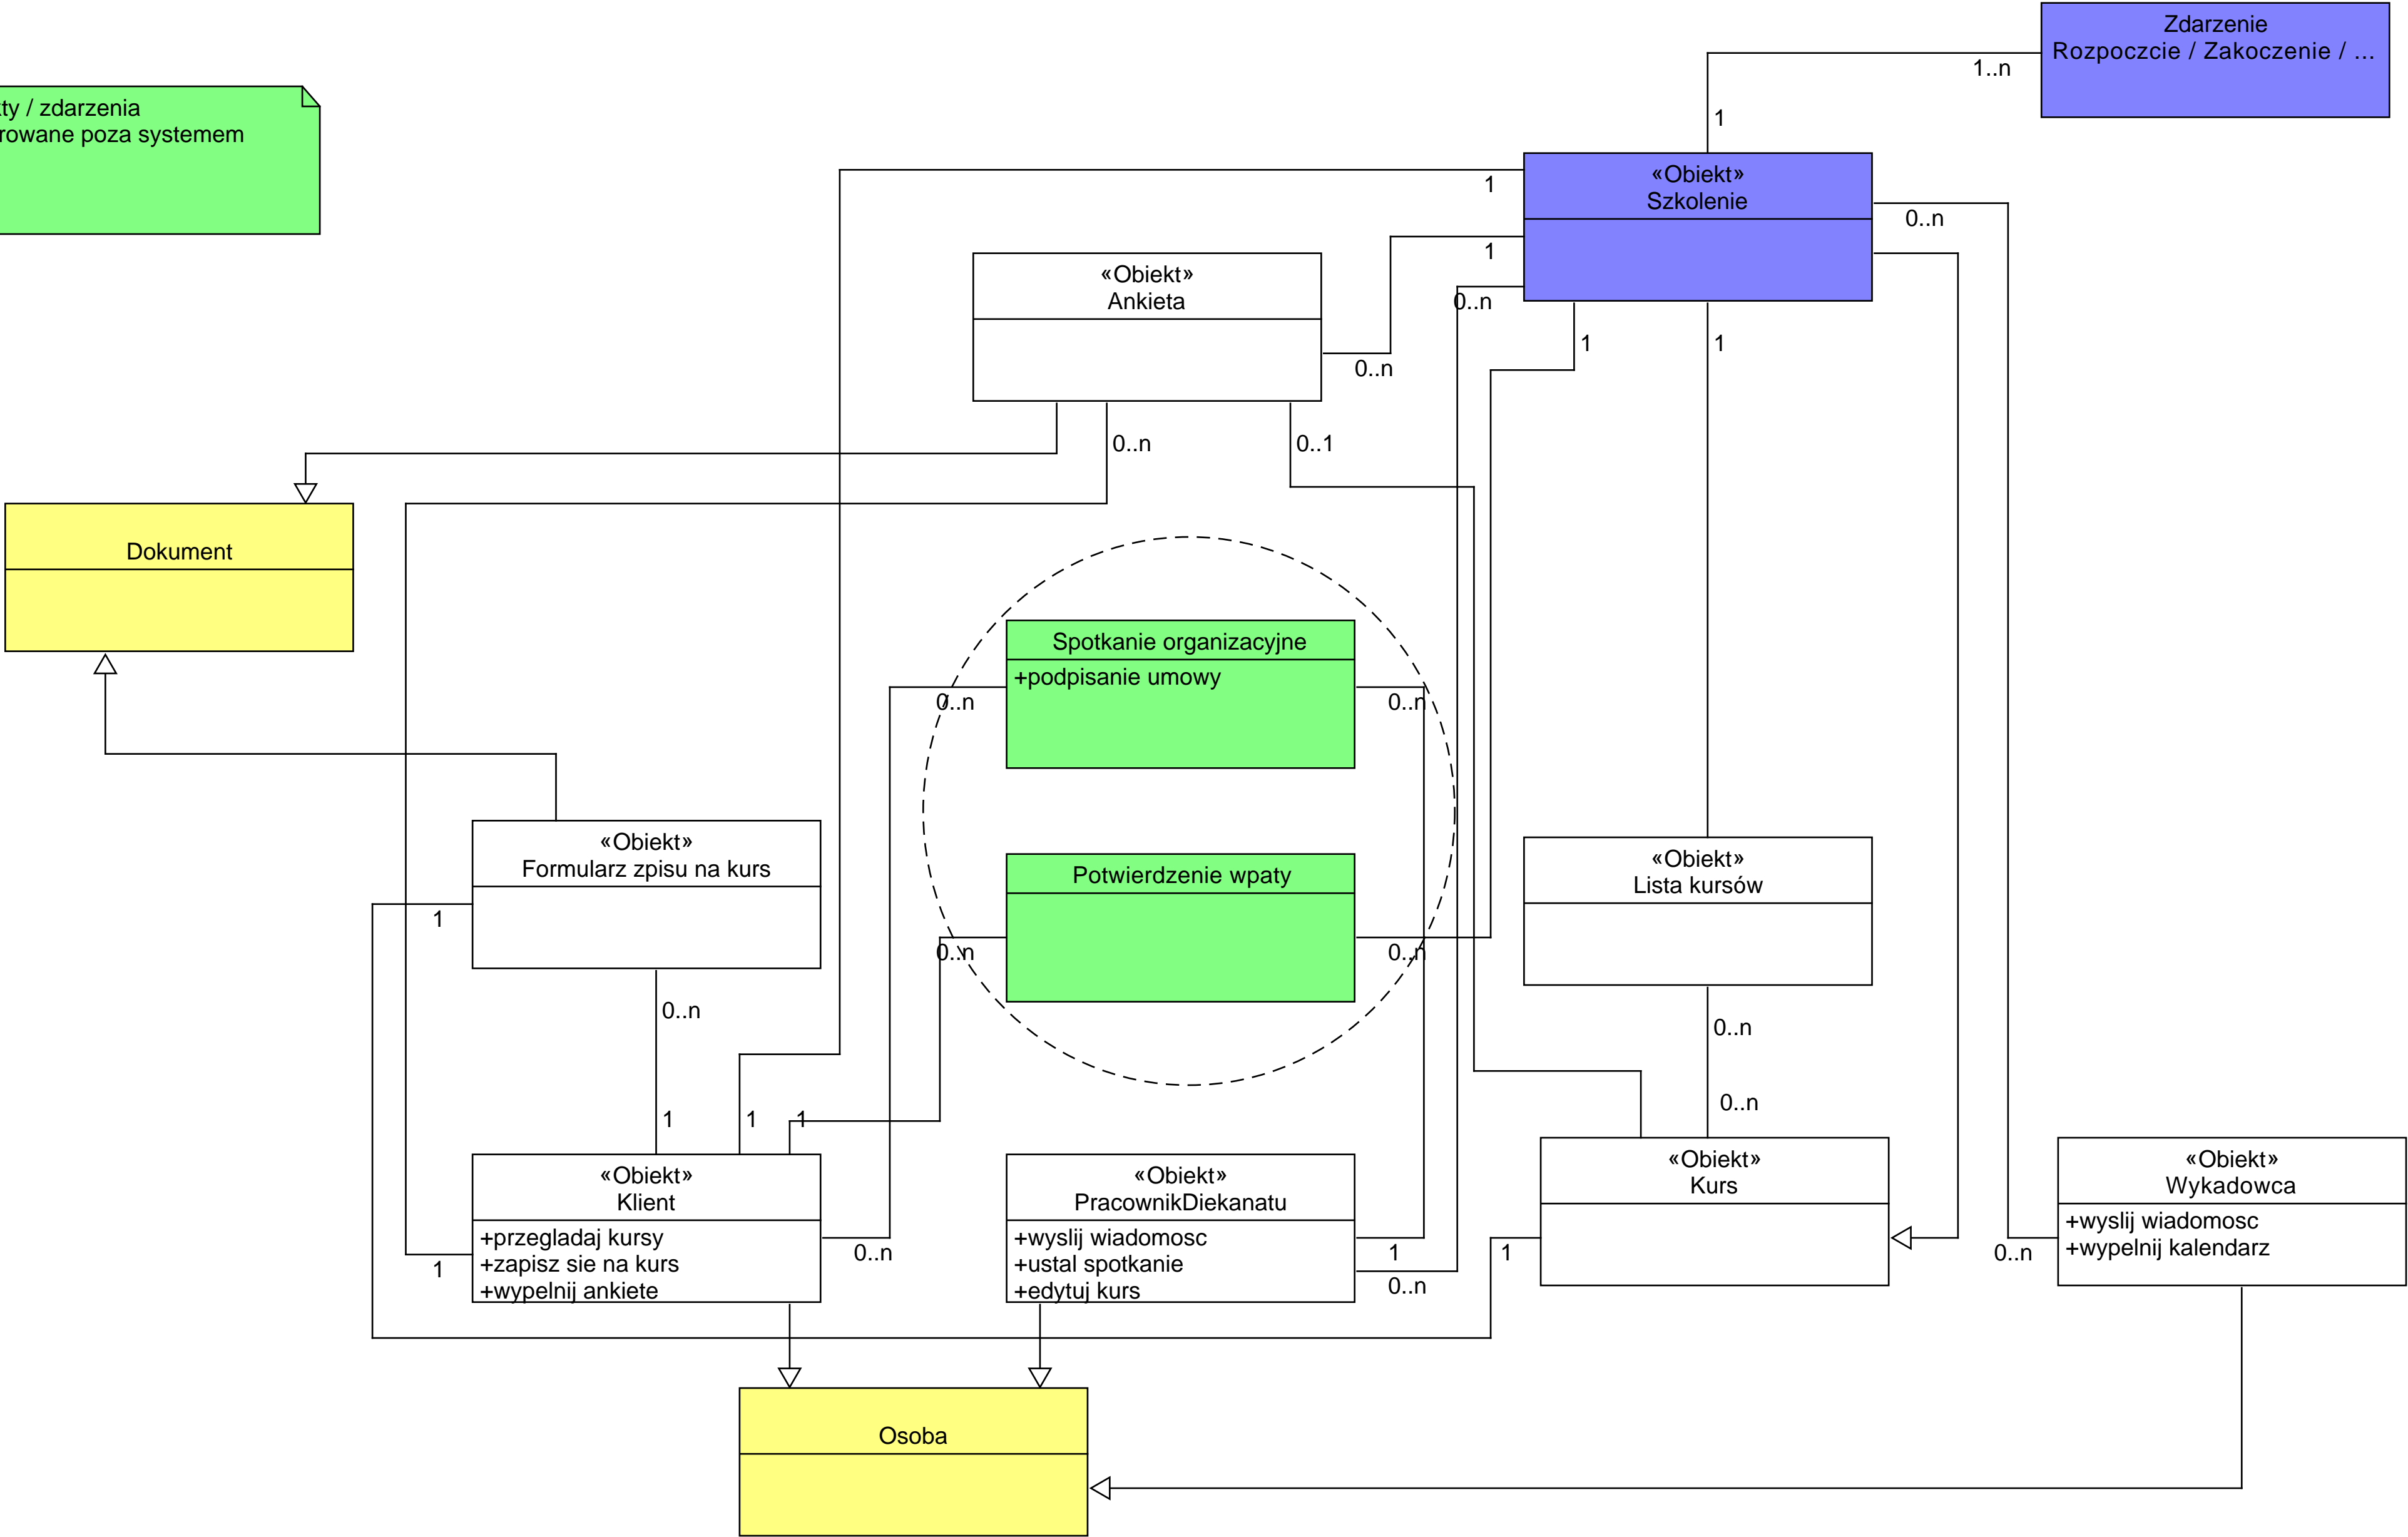 Zdarzenie
Rozpoczcie / Zakoczenie / ...
1..n
ty / zdarzenia
rowane poza systemem
1
«Obiekt»
Szkolenie
1
0..n
1
«Obiekt»
Ankieta
0..n
1
1
0..n
0..n
0..1
Dokument
Spotkanie organizacyjne
+podpisanie umowy
0..n
0..n
«Obiekt»
Formularz zpisu na kurs
«Obiekt»
Lista kursów
Potwierdzenie wpaty
1
0..n
0..n
0..n
0..n
0..n
1
1
1
«Obiekt»
Klient
+przegladaj kursy
+zapisz sie na kurs
+wypelnij ankiete
«Obiekt»
PracownikDiekanatu
+wyslij wiadomosc
+ustal spotkanie
+edytuj kurs
«Obiekt»
Kurs
«Obiekt»
Wykadowca
+wyslij wiadomosc
+wypelnij kalendarz
1
0..n
1
0..n
1
0..n
Osoba